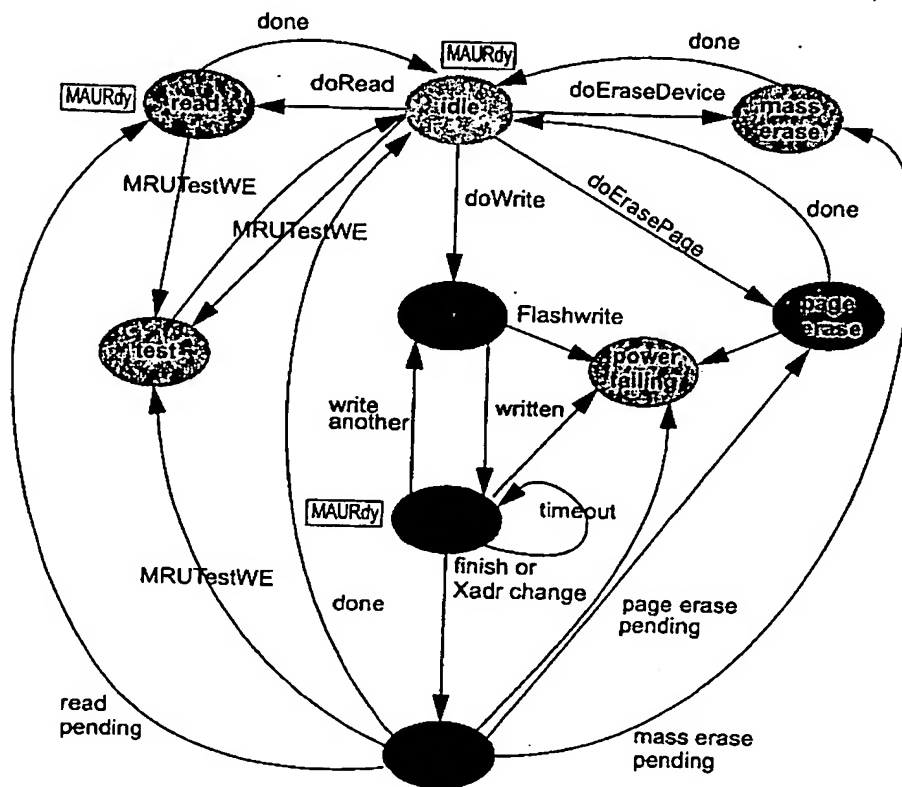 done
MAURdy
done
MAURdy
read
doRead
idle
doEraseDevice
mass
erase
MRUTestWE
MRUTestWE
doWrite
doErasePage
done
test
Flashwrite
page
erase
power
failing
write
another
written
MAURdy
timeout
MRUTestWE
done
finish or
Xadr change
page erase
pending
read
pending
mass erase
pending